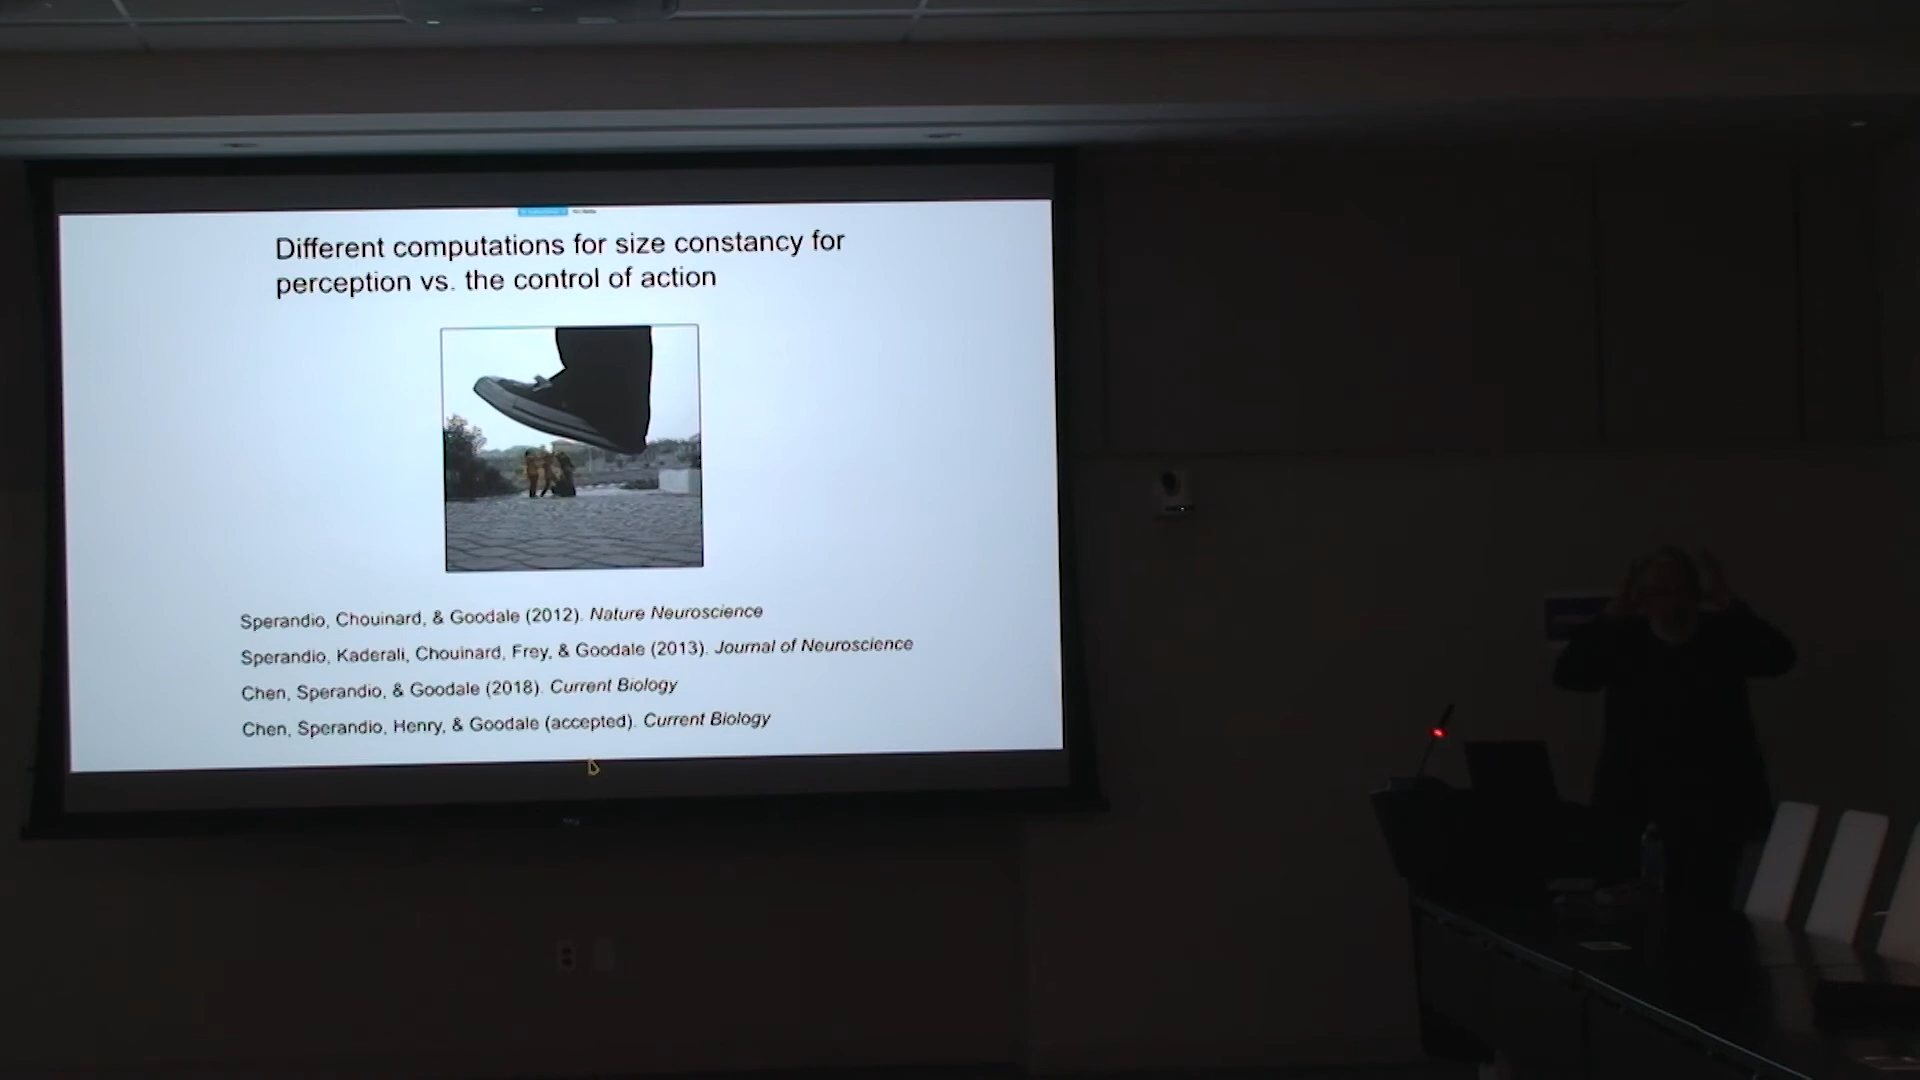 Different computations for size constancy for
perception vs. the control of action
Sperandio, Chouinard, & Goodale (2012). Nature Neuroscience
Sperandio, Kaderali, Chouinard, Frey, & Goodale (2013). Journal of Neuroscience
Chen, Sperandio, & Goodale (2018). Current Biology
Chen, Sperandio, Henry, & Goodale (accepted). Current Biology